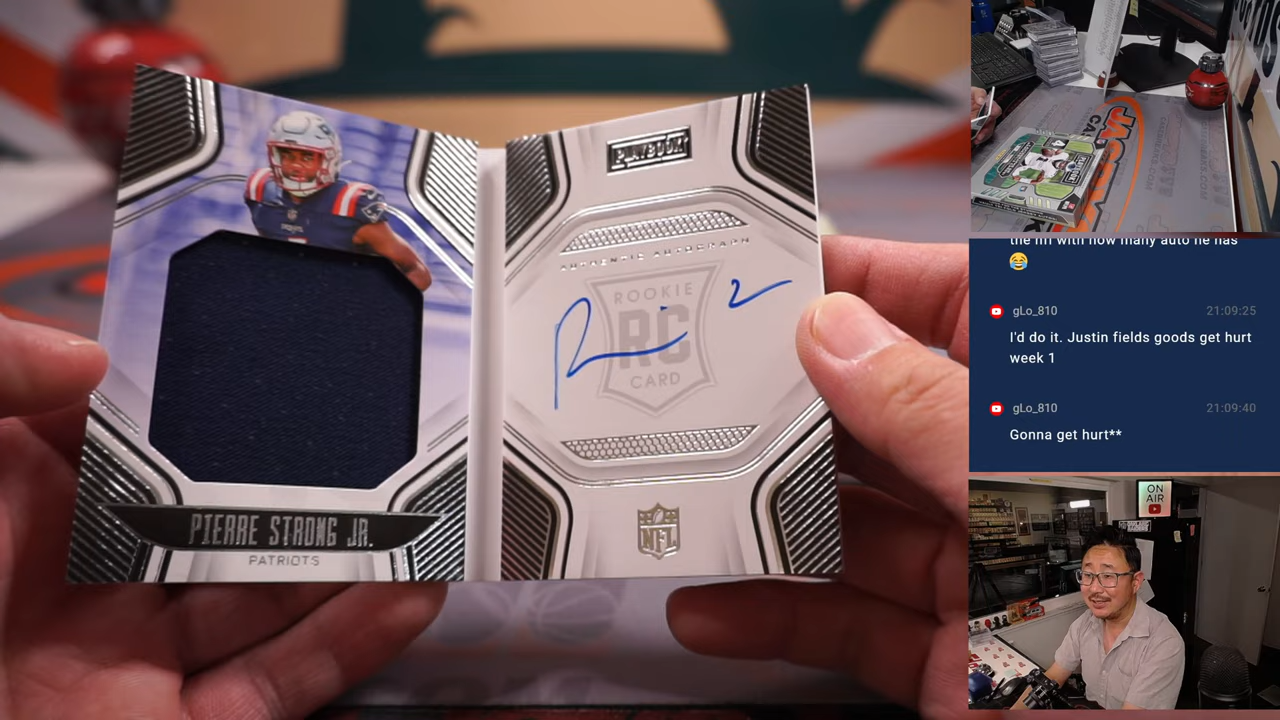 PLAYBOOK
AUTHENTIC AUTOGRAPH
ROOKIE
RC
CARD
NFL
PIERRE STRONG JR.
PATRIOTS
the nfl with how many auto he has
😂
gLo_810 21:09:25
I'd do it. Justin fields goods get hurt
week 1
gLo_810 21:09:40
Gonna get hurt**
ON
AIR